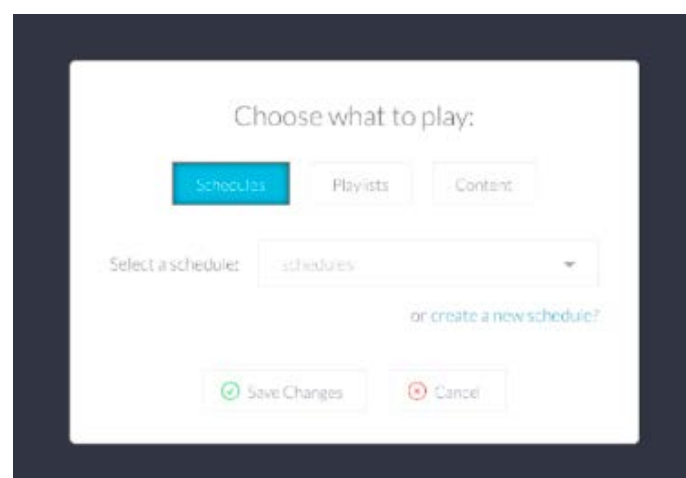 Choose what to play:
Schedules Playlists Content
Select a schedule: schedules
or create a new schedule?
Save Changes Cancel